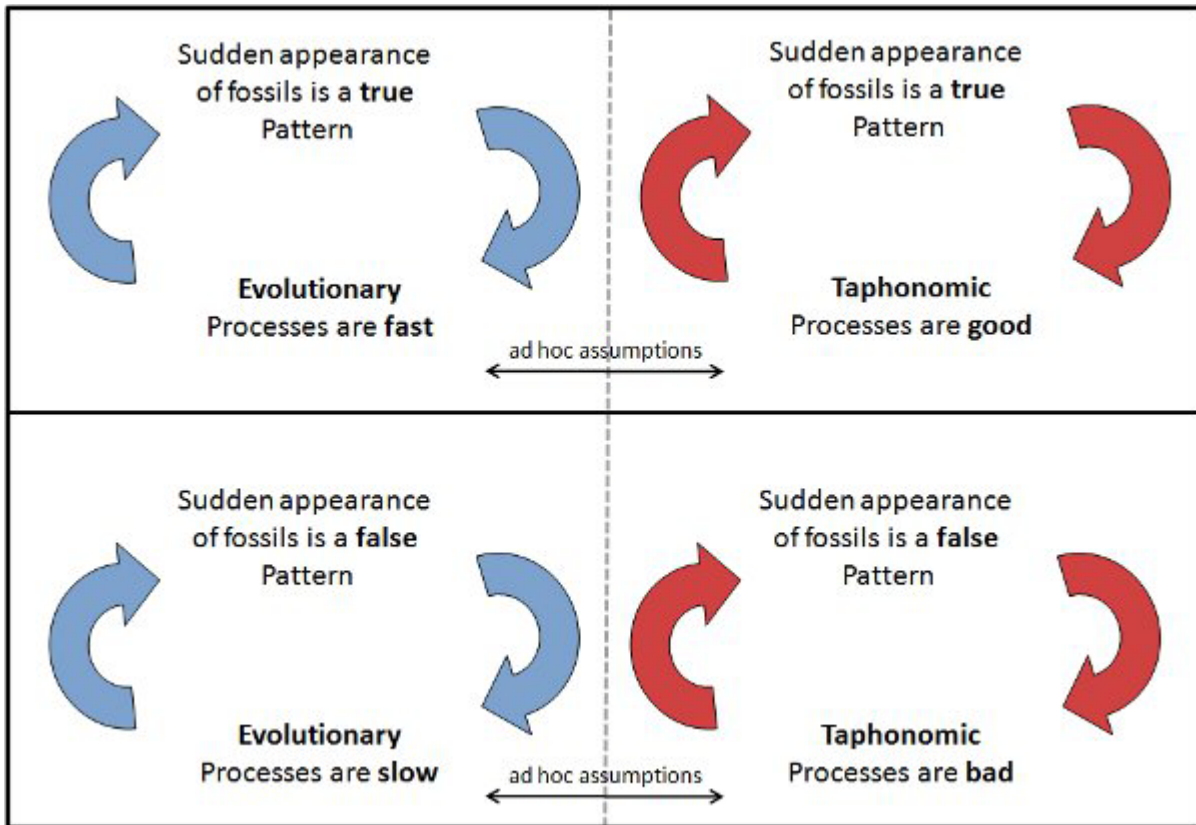 Sudden appearance
of fossils is a true
Pattern
Evolutionary
Processes are fast
Sudden appearance
of fossils is a true
Pattern
Taphonomic
Processes are good
ad hoc assumptions
Sudden appearance
of fossils is a false
Pattern
Evolutionary
Processes are slow
Sudden appearance
of fossils is a false
Pattern
Taphonomic
Processes are bad
ad hoc assumptions